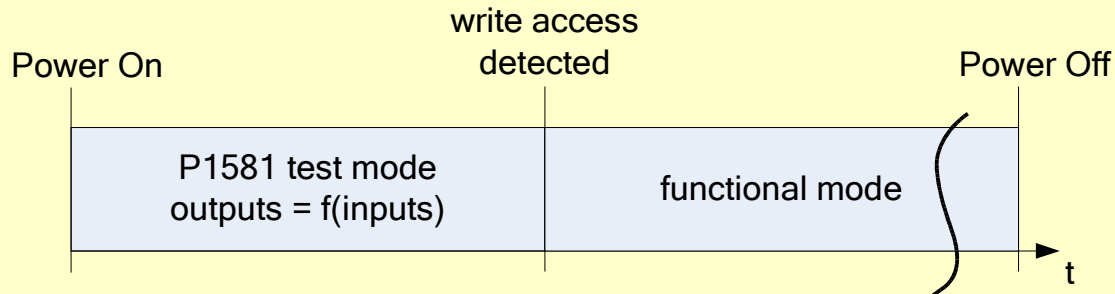 write access
detected
Power On
Power Off
P1581 test mode
outputs = f(inputs)
functional mode
t